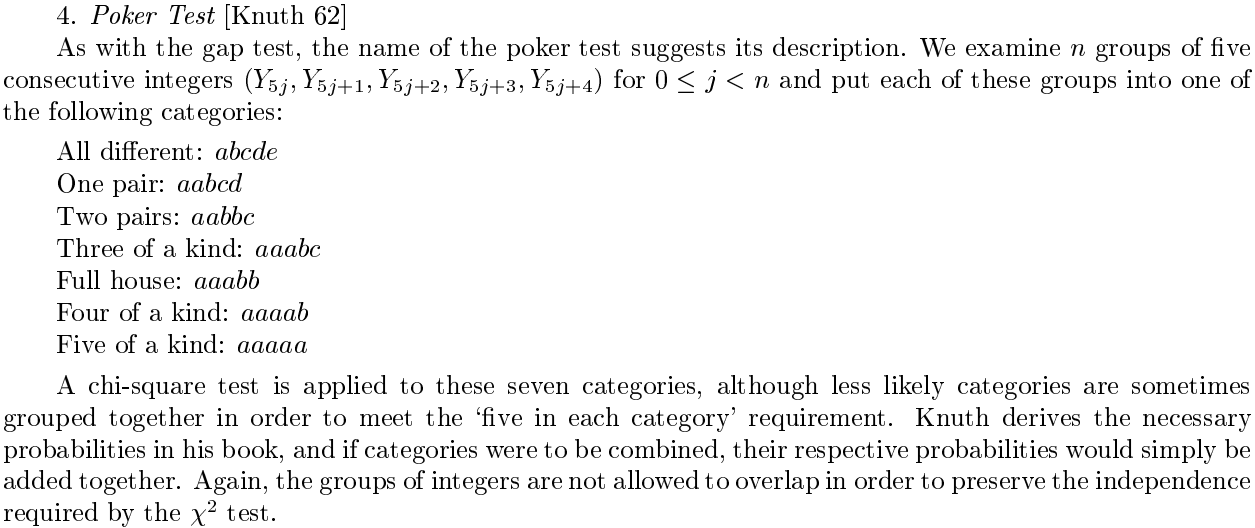 4. Poker Test [Knuth 62]
As with the gap test, the name of the poker test suggests its description. We examine n groups of five
consecutive integers (Y₅ⱼ, Y₅ⱼ₊₁, Y₅ⱼ₊₂, Y₅ⱼ₊₃, Y₅ⱼ₊₄) for 0 ≤ j < n and put each of these groups into one of
the following categories:
All different: abcde
One pair: aabcd
Two pairs: aabbc
Three of a kind: aaabc
Full house: aaabb
Four of a kind: aaaab
Five of a kind: aaaaa
A chi-square test is applied to these seven categories, although less likely categories are sometimes
grouped together in order to meet the ‘five in each category’ requirement. Knuth derives the necessary
probabilities in his book, and if categories were to be combined, their respective probabilities would simply be
added together. Again, the groups of integers are not allowed to overlap in order to preserve the independence
required by the χ² test.